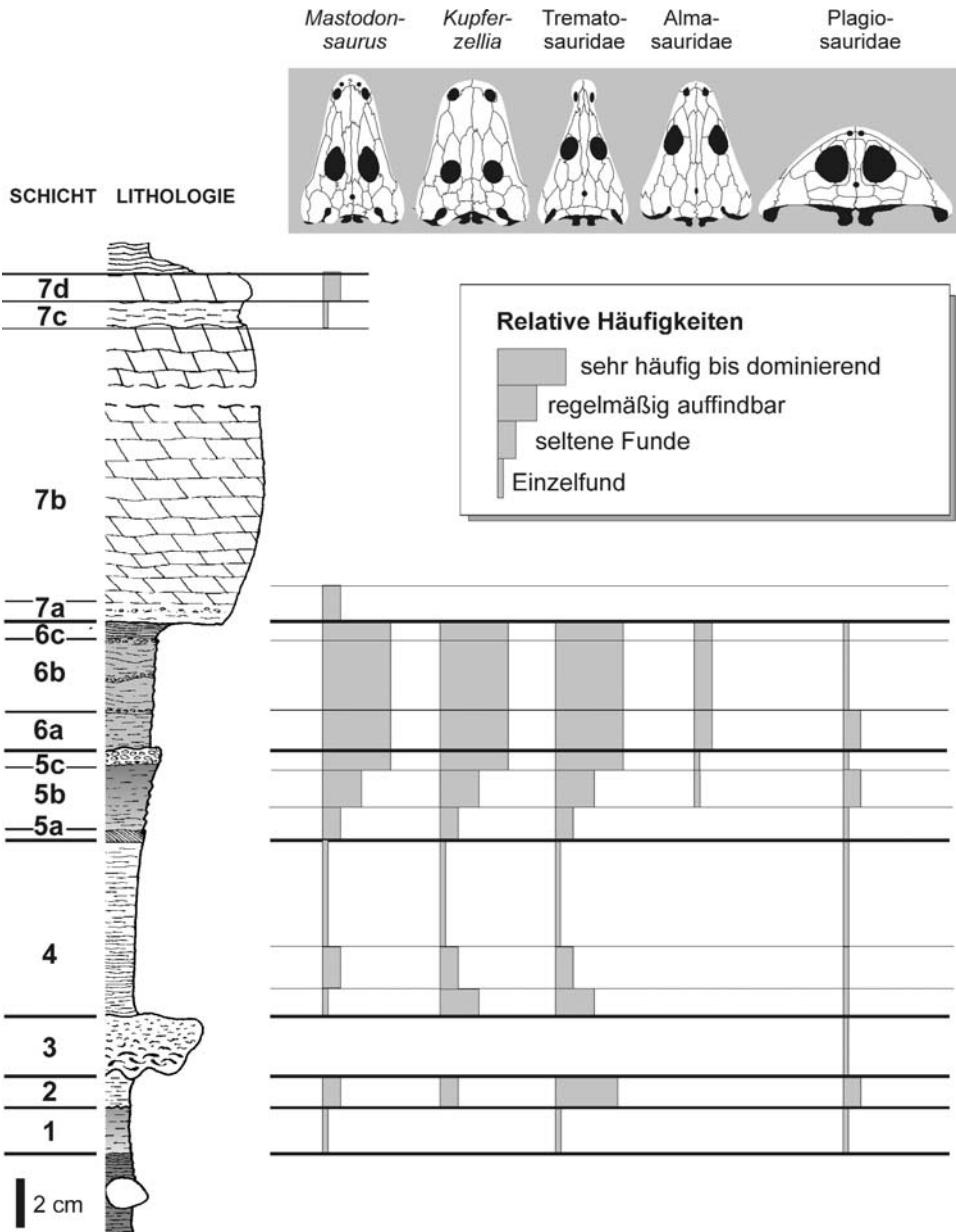 Mastodon-
saurus
Kupfer-
zellia
Tremato-
sauridae
Alma-
sauridae
Plagio-
sauridae
SCHICHT LITHOLOGIE
7d
7c
7b
7a
6c
6b
6a
5c
5b
5a
4
3
2
1
2 cm
Relative Häufigkeiten
sehr häufig bis dominierend
regelmäßig auffindbar
seltene Funde
Einzelfund